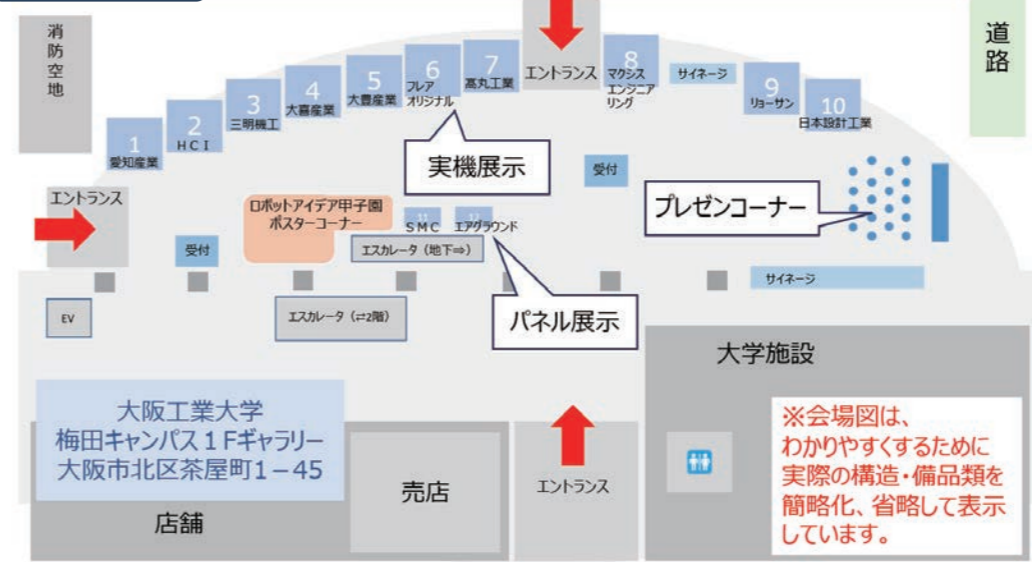 消
防
空
地
道
路
1
愛知産業
2
HCI
3
三明機工
4
大喜産業
5
大豊産業
6
フレア
オリジナル
7
高丸工業
エントランス
8
マクシス
エンジニア
リング
サイネージ
9
リョーサン
10
日本設計工業
実機展示
受付
プレゼンコーナー
エントランス
ロボットアイデア甲子園
ポスターコーナー
11
SMC
12
エアグラウンド
受付
エスカレータ（地下⇒）
サイネージ
EV
エスカレータ（⇄2階）
パネル展示
大学施設
大阪工業大学
梅田キャンパス１Fギャラリー
大阪市北区茶屋町1－45
※会場図は、
わかりやすくするために
実際の構造・備品類を
簡略化、省略して表示
しています。
売店
エントランス
店舗